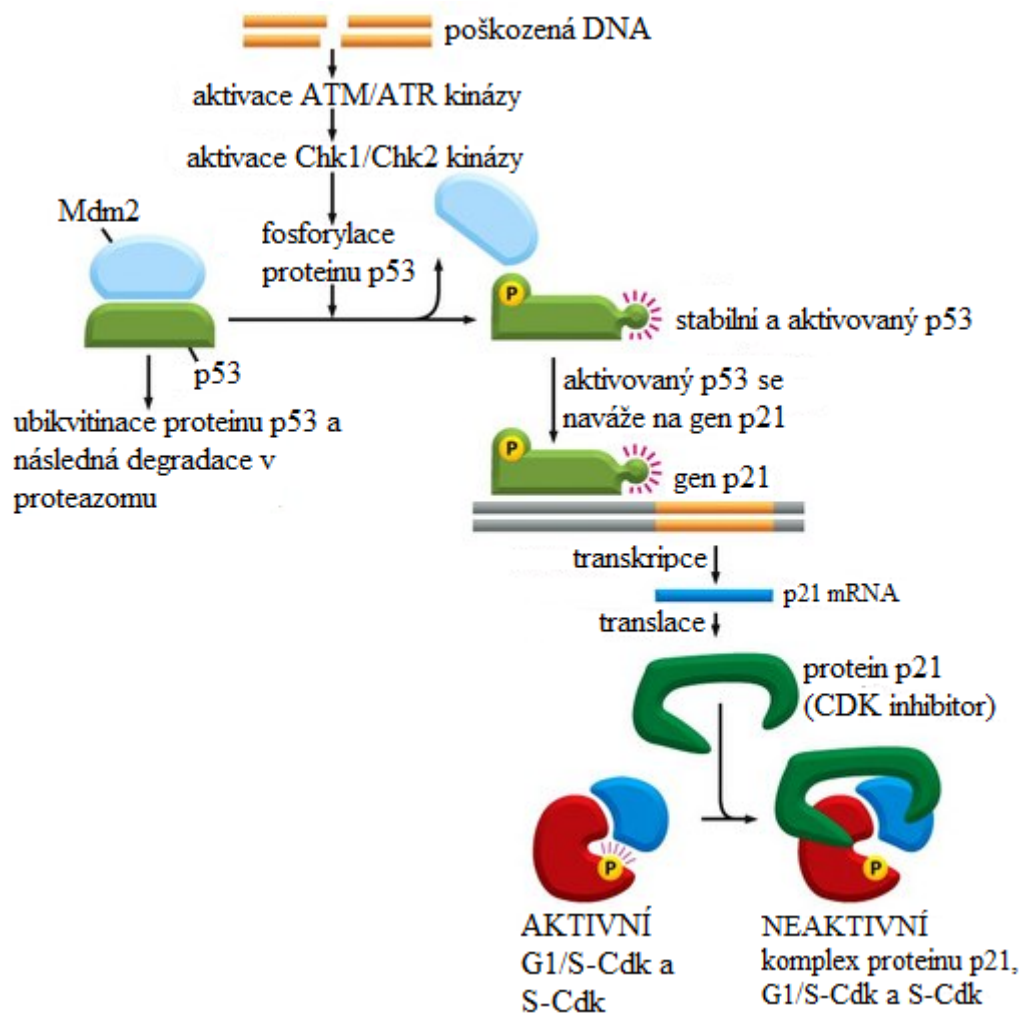 poškozená DNA
aktivace ATM/ATR kinázy
aktivace Chk1/Chk2 kinázy
Mdm2
fosforylace
proteinu p53
P
stabilní a aktivovaný p53
p53
ubikvitinace proteinu p53 a
následná degradace v
proteazomu
aktivovaný p53 se
naváže na gen p21
P
gen p21
transkripce
p21 mRNA
translace
protein p21
(CDK inhibitor)
P
P
AKTIVNÍ
G1/S-Cdk a
S-Cdk
NEAKTIVNÍ
komplex proteinu p21,
G1/S-Cdk a S-Cdk